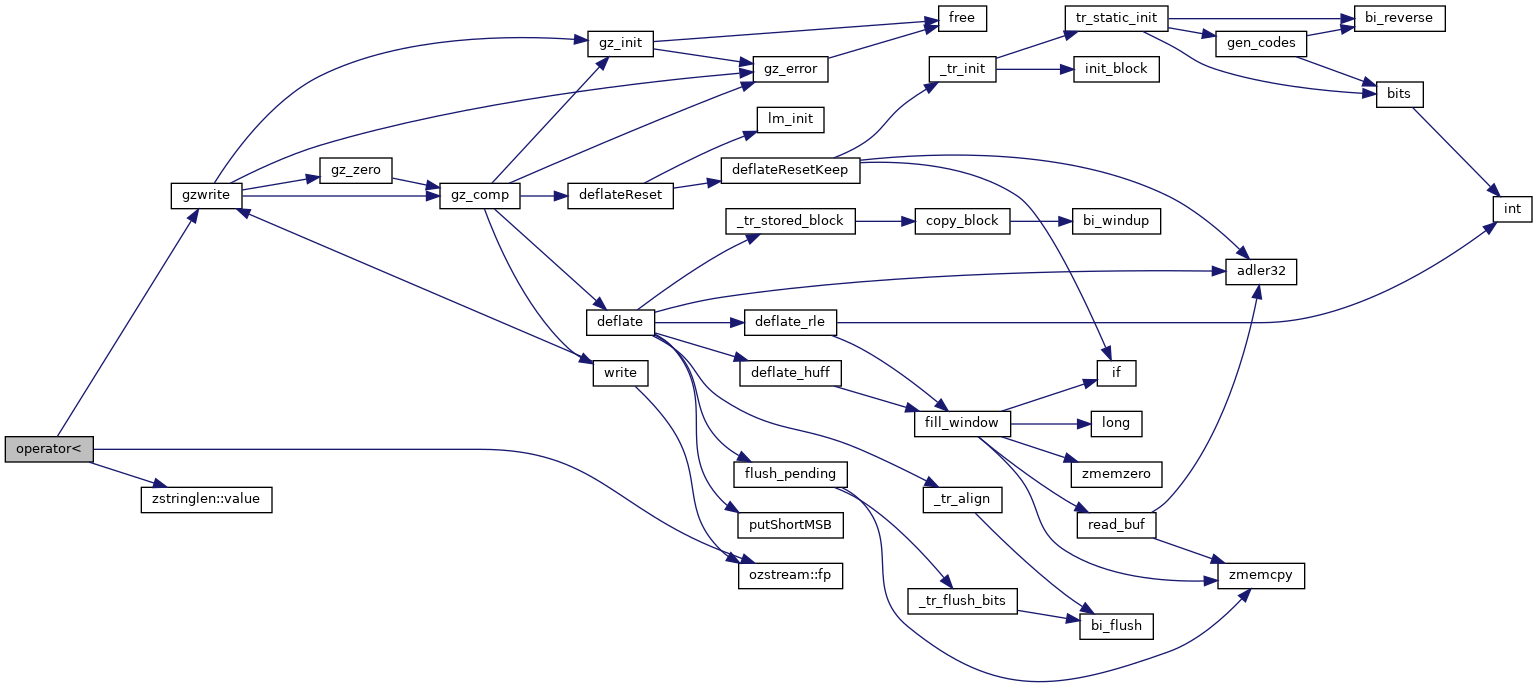 free
tr_static_init
bi_reverse
gz_init
gen_codes
gz_error
_tr_init
init_block
bits
lm_init
gz_zero
deflateResetKeep
gzwrite
gz_comp
deflateReset
int
_tr_stored_block
copy_block
bi_windup
adler32
deflate
deflate_rle
write
deflate_huff
if
fill_window
long
operator<
flush_pending
zmemzero
zstringlen::value
_tr_align
putShortMSB
read_buf
ozstream::fp
zmemcpy
_tr_flush_bits
bi_flush